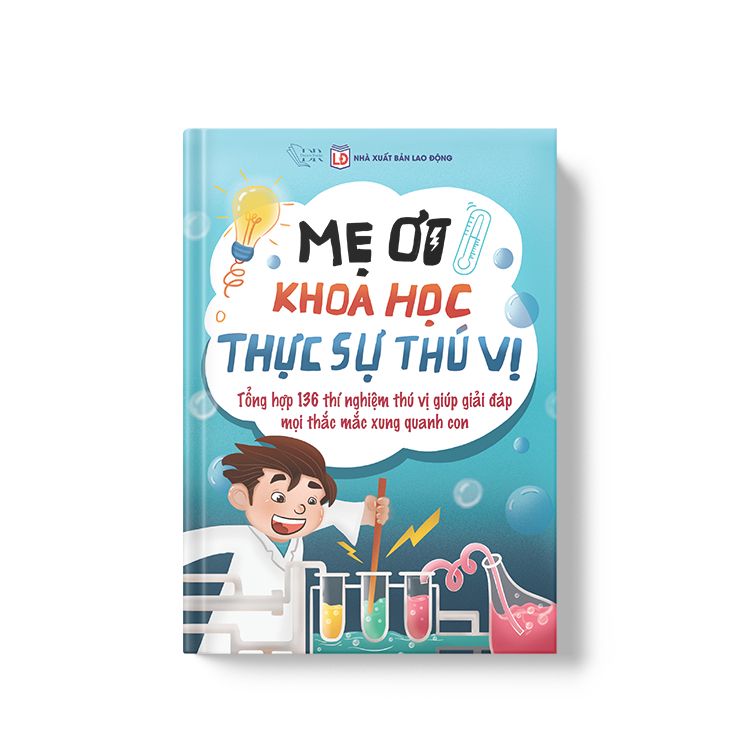 LĐ NHÀ XUẤT BẢN LAO ĐỘNG
MẸ ƠI
KHOA HỌC
THỰC SỰ THÚ VỊ
Tổng hợp 136 thí nghiệm thú vị giúp giải đáp
mọi thắc mắc xung quanh con